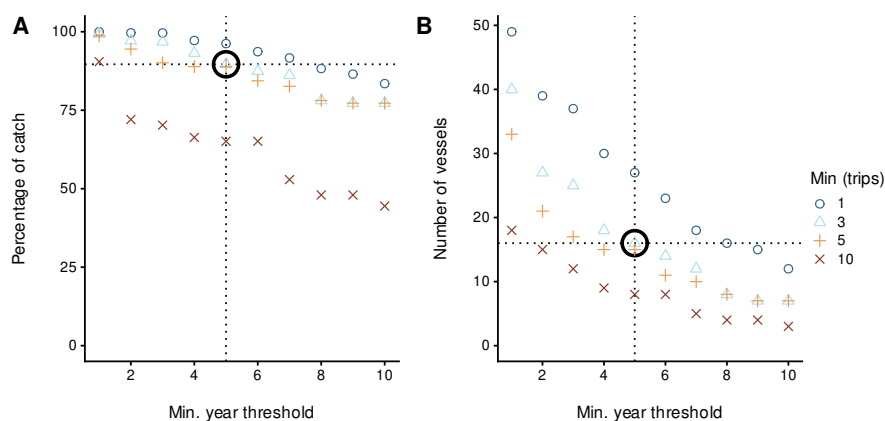 A
Percentage of catch
100
75
50
25
0
2 4 6 8 10
Min. year threshold
B
Number of vessels
50
40
30
20
10
0
2 4 6 8 10
Min. year threshold
Min (trips)
1
3
5
10